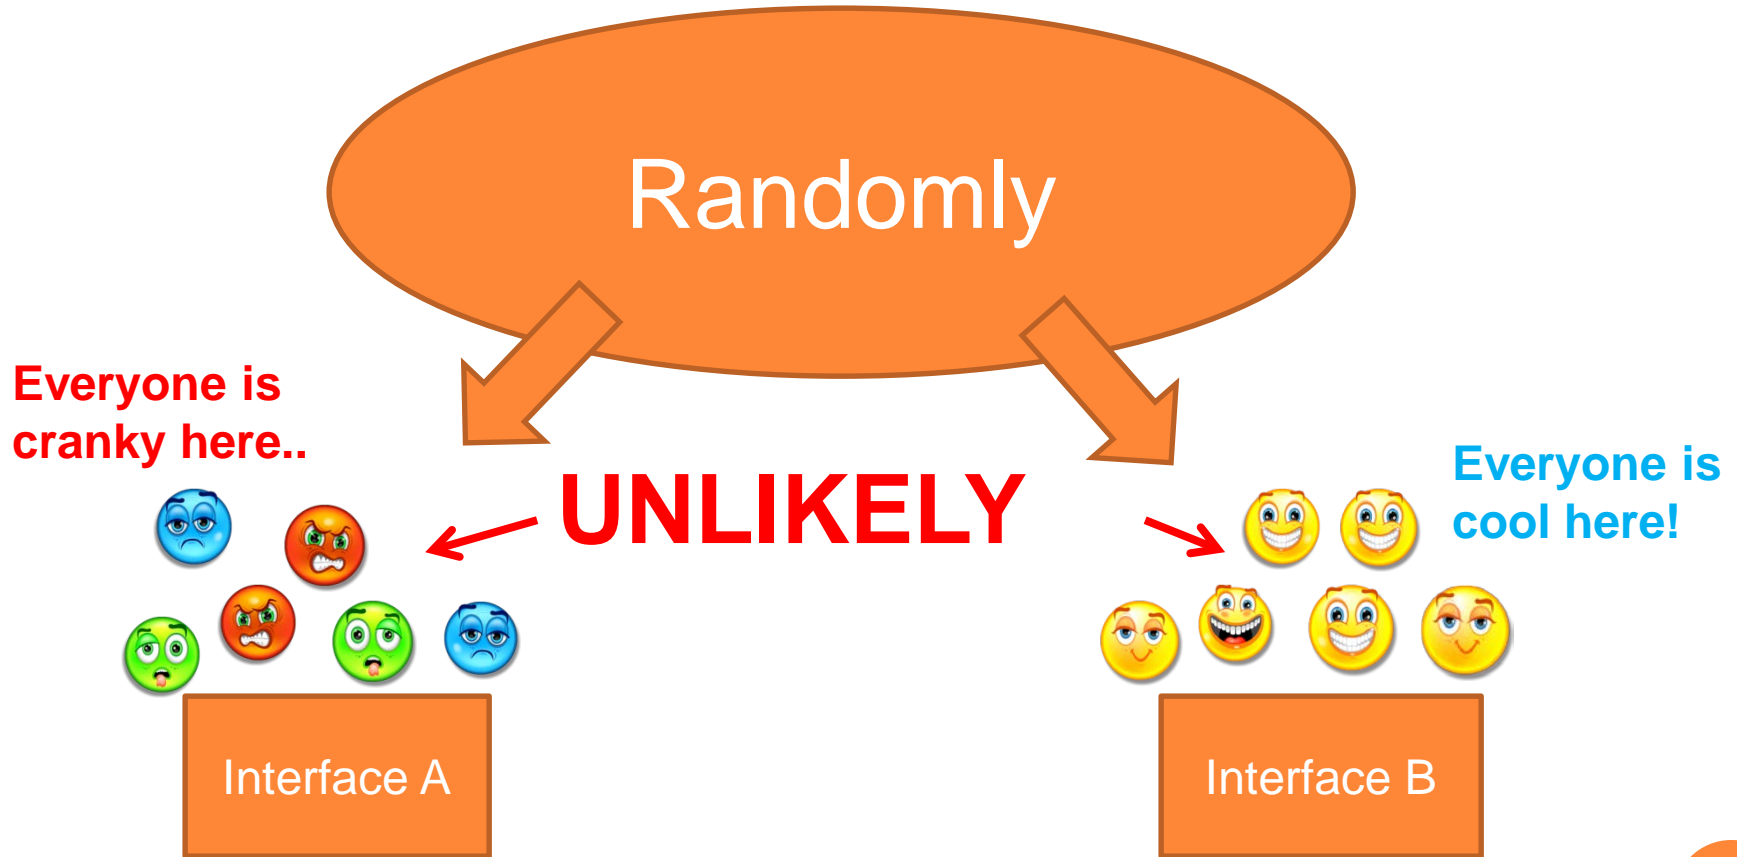 Randomly
Everyone is
cranky here..
UNLIKELY
Everyone is
cool here!
Interface A
Interface B